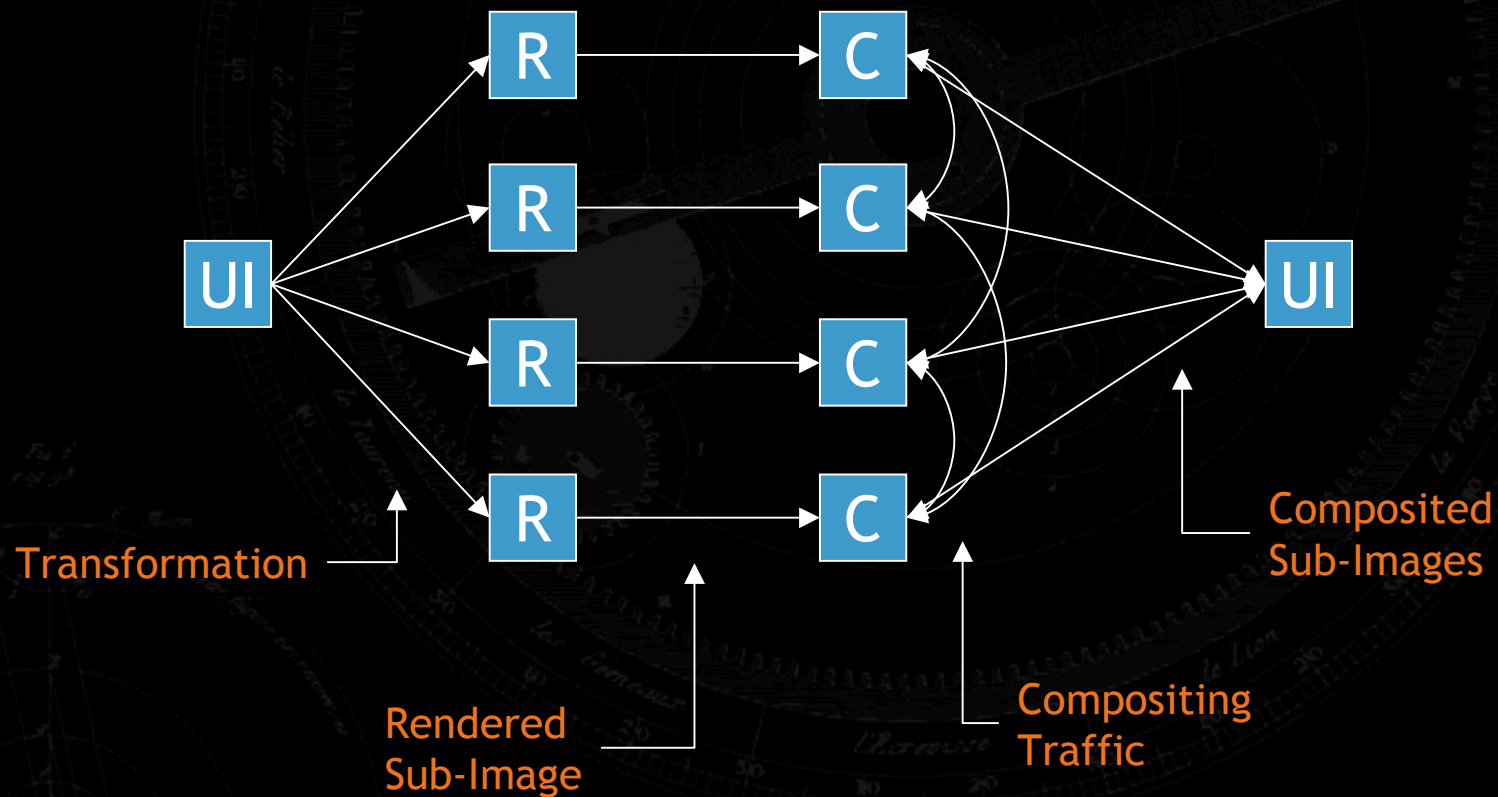 R
C
R
C
UI
UI
R
C
R
C
Transformation
Composited
Sub-Images
Rendered
Sub-Image
Compositing
Traffic